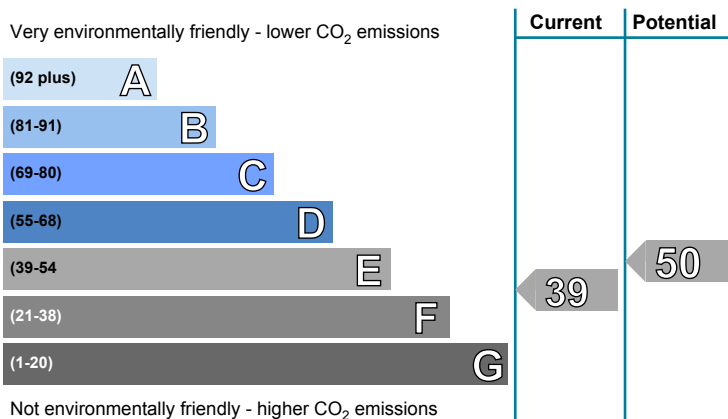 Current Potential
Very environmentally friendly - lower CO2 emissions
(92 plus) A
(81-91) B
(69-80) C
(55-68) D
(39-54 E
50
39
(21-38) F
(1-20) G
Not environmentally friendly - higher CO2 emissions